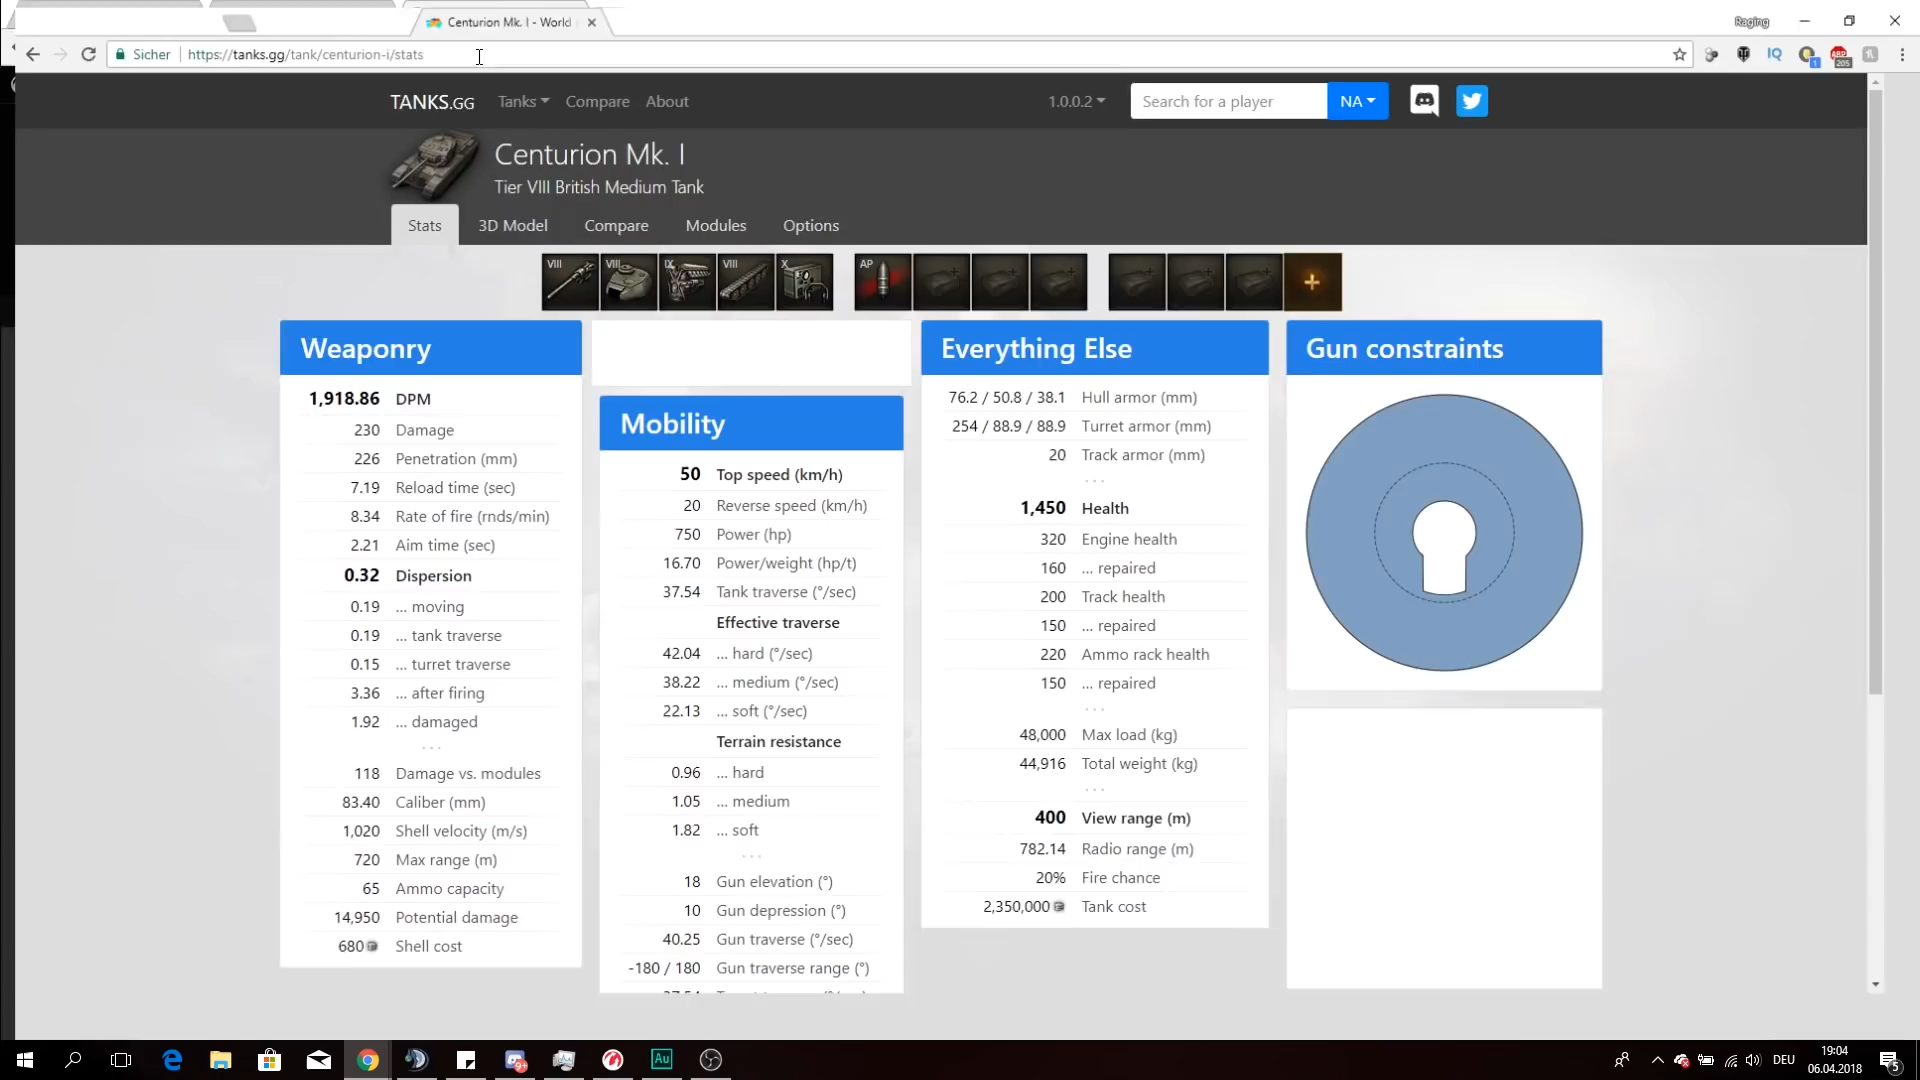 Centurion Mk. I - World
Raging
Sicher
https://tanks.gg/tank/centurion-i/stats
IQ
1
ABP
205
TANKS.GG
Tanks
Compare
About
1.0.0.2
Search for a player
NA
Centurion Mk. I
Tier VIII British Medium Tank
Stats
3D Model
Compare
Modules
Options
VIII
VIII
IX
VIII
X
AP
Weaponry
1,918.86 DPM
230 Damage
226 Penetration (mm)
7.19 Reload time (sec)
8.34 Rate of fire (rnds/min)
2.21 Aim time (sec)
0.32 Dispersion
0.19 ... moving
0.19 ... tank traverse
0.15 ... turret traverse
3.36 ... after firing
1.92 ... damaged
...
118 Damage vs. modules
83.40 Caliber (mm)
1,020 Shell velocity (m/s)
720 Max range (m)
65 Ammo capacity
14,950 Potential damage
680 Shell cost
Mobility
50 Top speed (km/h)
20 Reverse speed (km/h)
750 Power (hp)
16.70 Power/weight (hp/t)
37.54 Tank traverse (°/sec)
Effective traverse
42.04 ... hard (°/sec)
38.22 ... medium (°/sec)
22.13 ... soft (°/sec)
Terrain resistance
0.96 ... hard
1.05 ... medium
1.82 ... soft
...
18 Gun elevation (°)
10 Gun depression (°)
40.25 Gun traverse (°/sec)
-180 / 180 Gun traverse range (°)
Everything Else
76.2 / 50.8 / 38.1 Hull armor (mm)
254 / 88.9 / 88.9 Turret armor (mm)
20 Track armor (mm)
...
1,450 Health
320 Engine health
160 ... repaired
200 Track health
150 ... repaired
220 Ammo rack health
150 ... repaired
...
48,000 Max load (kg)
44,916 Total weight (kg)
...
400 View range (m)
782.14 Radio range (m)
20% Fire chance
2,350,000 Tank cost
Gun constraints
9+
Au
DEU
19:04
06.04.2018
5